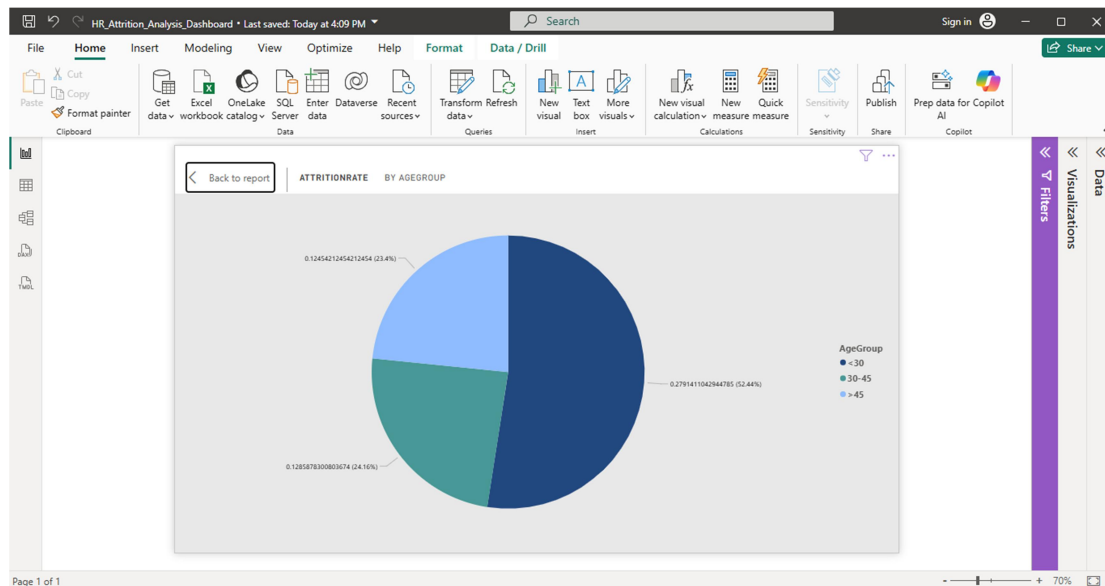 HR_Attrition_Analysis_Dashboard • Last saved: Today at 4:09 PM
Search
Sign in
File Home Insert Modeling View Optimize Help Format Data / Drill
Share
Paste
Cut
Copy
Format painter
Clipboard
Get data
Excel workbook
OneLake catalog
SQL Server
Enter data
Dataverse
Recent sources
Data
Transform data
Refresh
Queries
New visual
Text box
More visuals
Insert
New visual calculation
New measure
Quick measure
Calculations
Sensitivity
Sensitivity
Publish
Share
Prep data for AI
Copilot
Copilot
DAX
TMDL
Back to report
ATTRITIONRATE BY AGEGROUP
0.12454212454212454 (23.4%)
0.2791411042944785 (52.44%)
0.1285878300803674 (24.16%)
AgeGroup
<30
30-45
>45
Filters
Visualizations
Data
Page 1 of 1
- + 70%